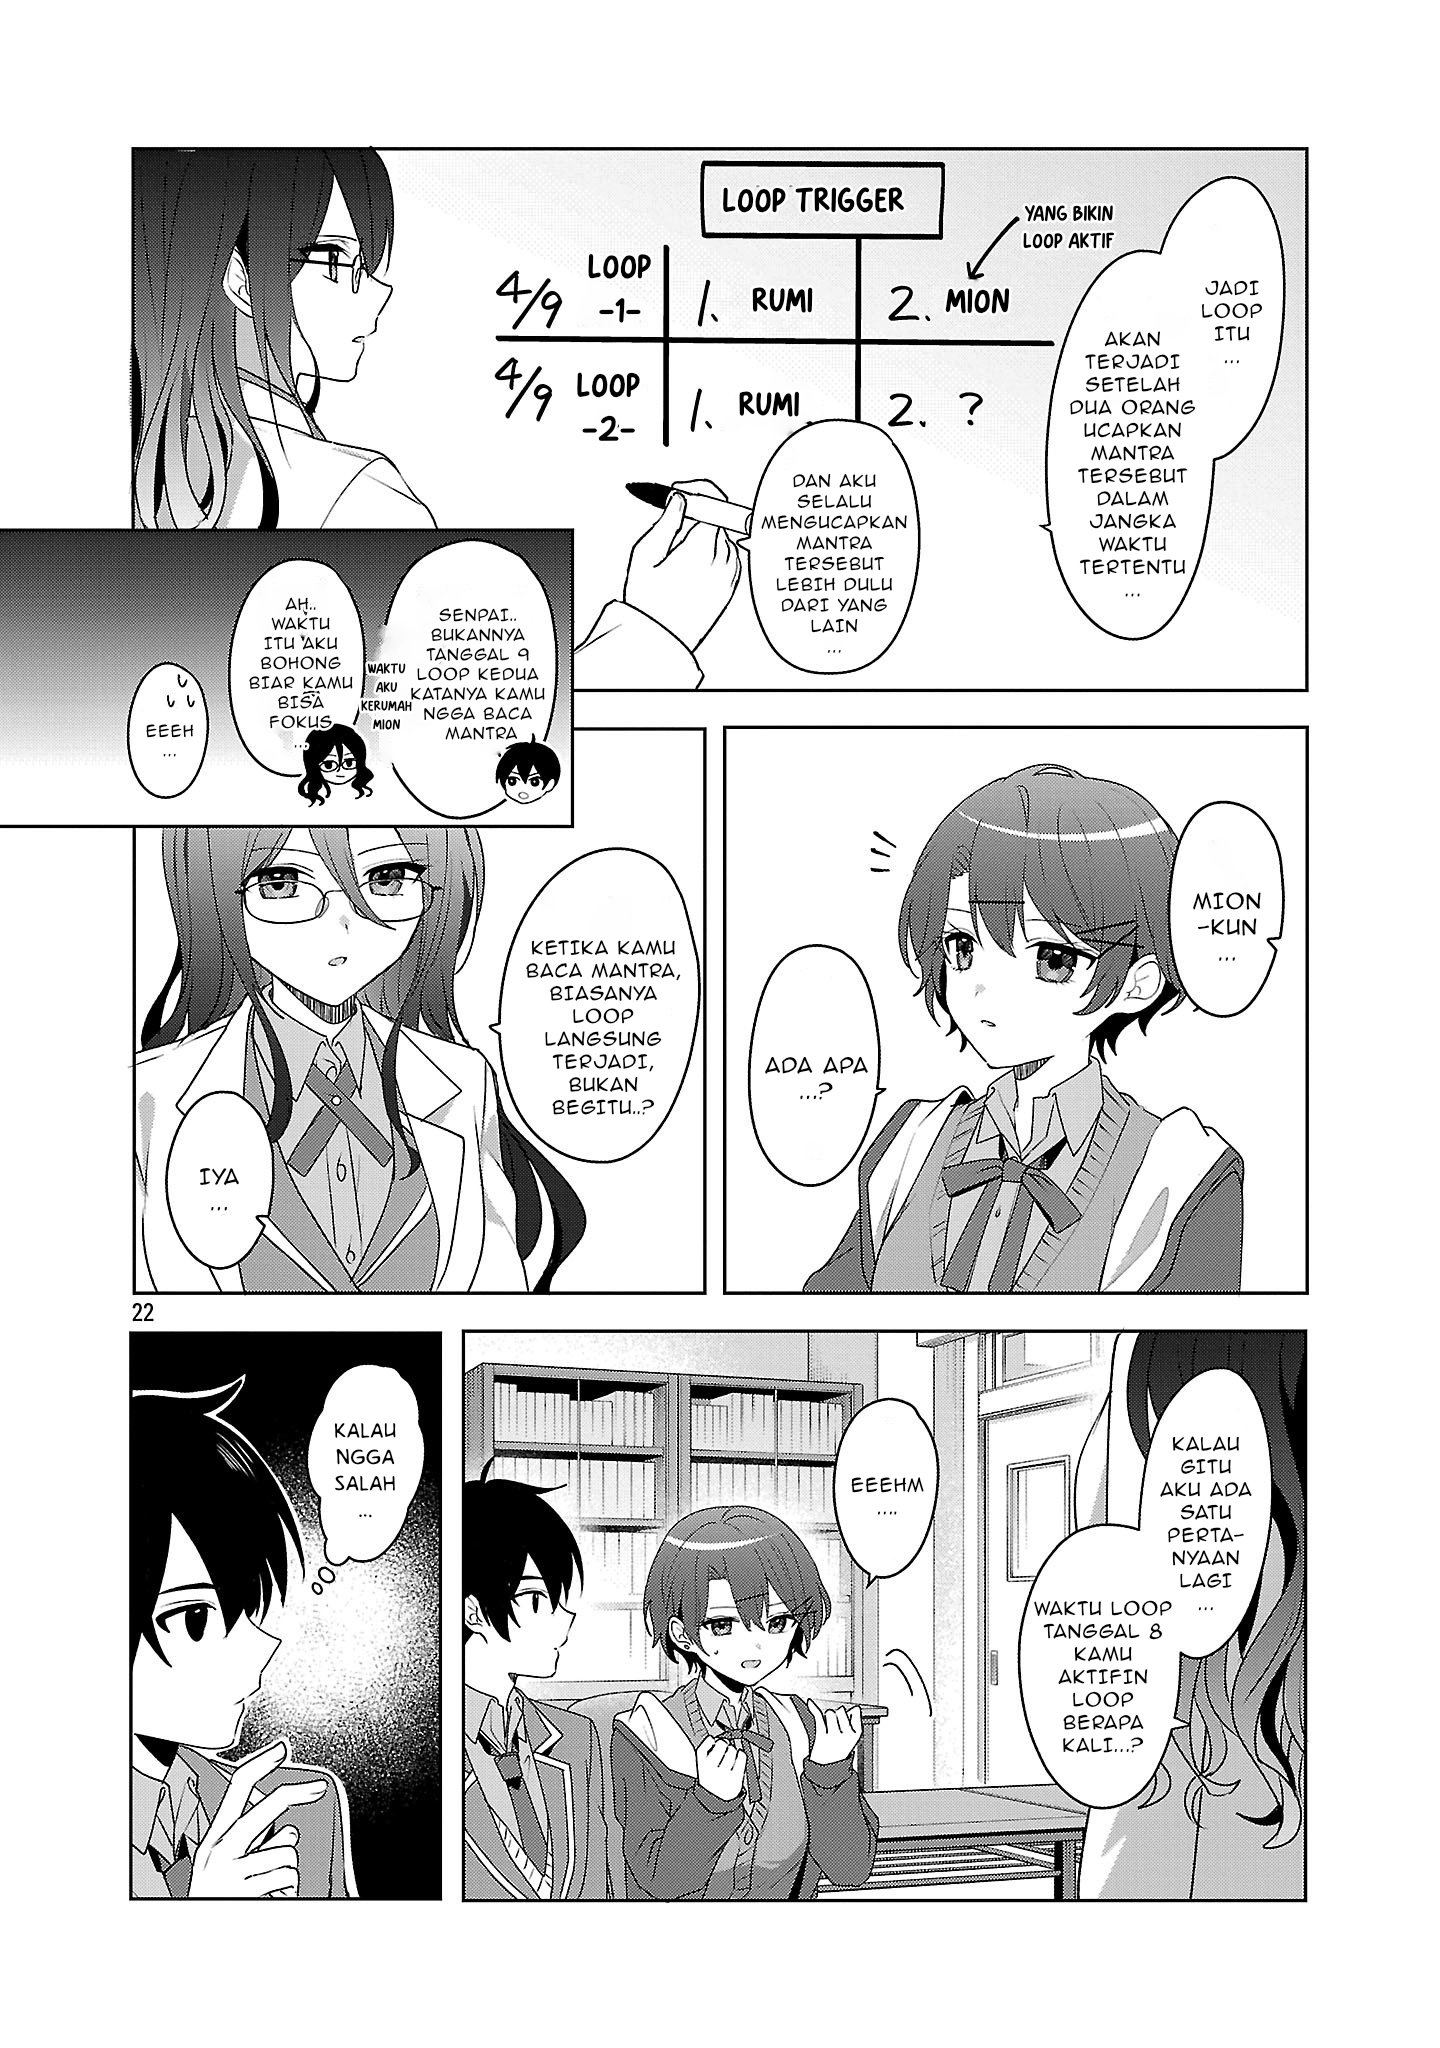 JADI
LOOP
ITU
...
AKAN
TERJADI
SETELAH
DUA ORANG
UCAPKAN
MANTRA
TERSEBUT
DALAM
JANGKA
WAKTU
TERTENTU
...
LOOP TRIGGER
YANG BIKIN
LOOP AKTIF
4/9 LOOP -1- 1. RUMI 2. MION
4/9 LOOP -2- 1. RUMI 2. ?
DAN AKU
SELALU
MENGUCAPKAN
MANTRA
TERSEBUT
LEBIH DULU
DARI YANG
LAIN
...
SENPAI..
BUKANNYA
TANGGAL 9
LOOP KEDUA
KATANYA KAMU
NGGA BACA
MANTRA
WAKTU
AKU
KERUMAH
MION
AH..
WAKTU
ITU AKU
BOHONG
BIAR KAMU
BISA
FOKUS
...
EEEH
...
MION
-KUN
...
ADA APA
...?
KETIKA KAMU
BACA MANTRA,
BIASANYA
LOOP
LANGSUNG
TERJADI,
BUKAN
BEGITU..?
IYA
...
22
KALAU
GITU
AKU ADA
SATU
PERTA-
NYAAN
LAGI
...
WAKTU LOOP
TANGGAL 8
KAMU
AKTIFIN
LOOP
BERAPA
KALI...?
EEEHM
....
KALAU
NGGA
SALAH
...